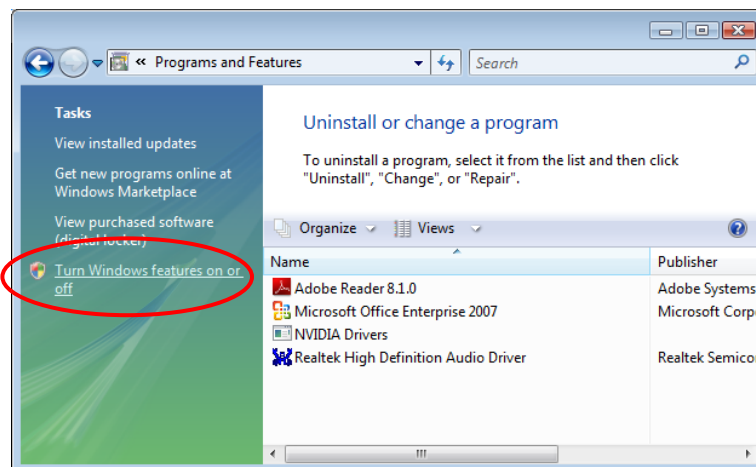 « Programs and Features
Search
Tasks
View installed updates
Get new programs online at
Windows Marketplace
View purchased software
(digital locker)
Turn Windows features on or
off
Uninstall or change a program
To uninstall a program, select it from the list and then click
"Uninstall", "Change", or "Repair".
Organize Views
Name Publisher
Adobe Reader 8.1.0 Adobe Systems
Microsoft Office Enterprise 2007 Microsoft Corp
NVIDIA Drivers
Realtek High Definition Audio Driver Realtek Semico